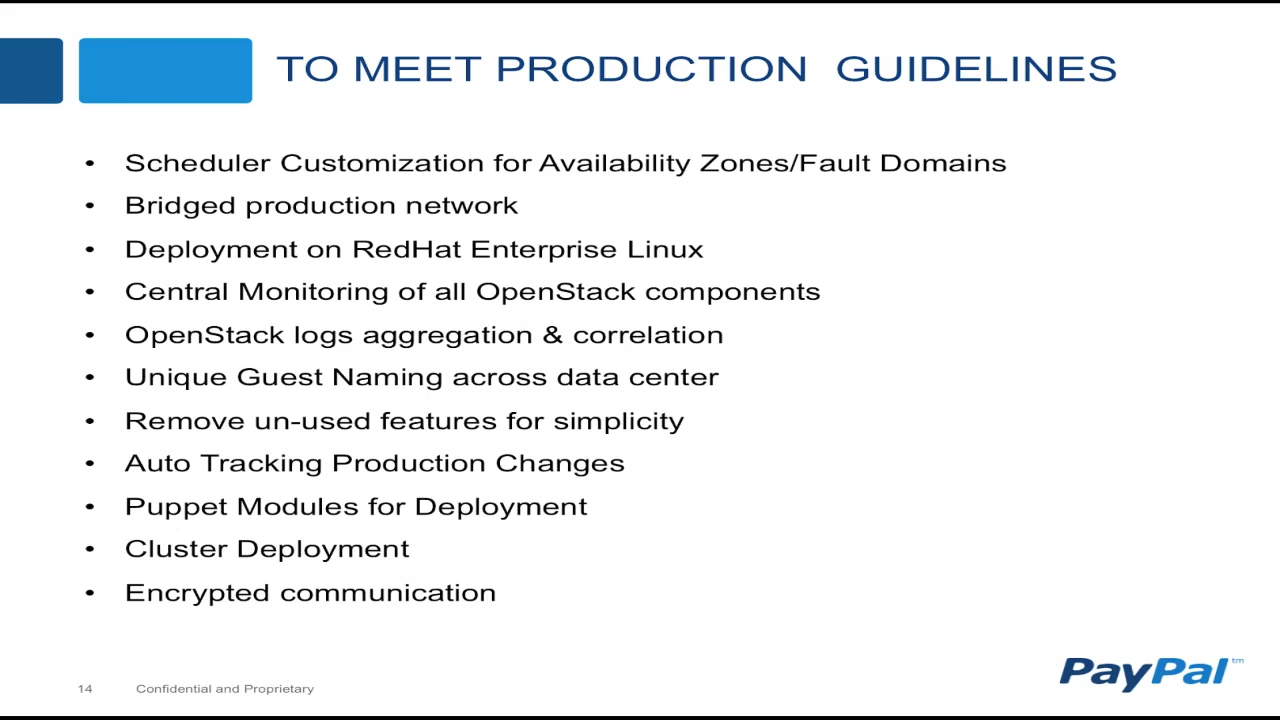 TO MEET PRODUCTION GUIDELINES
• Scheduler Customization for Availability Zones/Fault Domains
• Bridged production network
• Deployment on RedHat Enterprise Linux
• Central Monitoring of all OpenStack components
• OpenStack logs aggregation & correlation
• Unique Guest Naming across data center
• Remove un-used features for simplicity
• Auto Tracking Production Changes
• Puppet Modules for Deployment
• Cluster Deployment
• Encrypted communication
14 Confidential and Proprietary
PayPal™